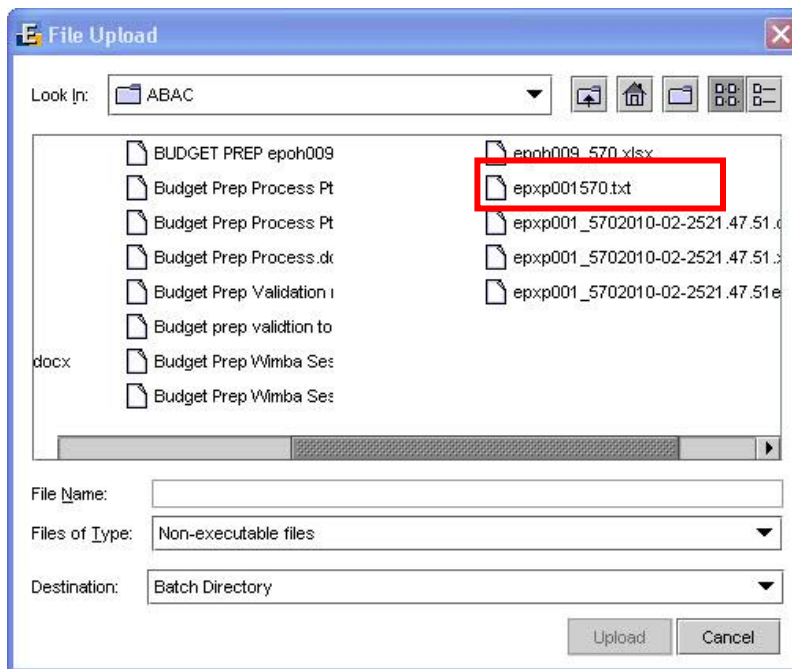 E File Upload
Look In: ABAC
BUDGET PREP epoh009
Budget Prep Process Pt
Budget Prep Process Pt
Budget Prep Process.do
Budget Prep Validation
Budget prep validtion to
docx Budget Prep Wimba Ses
Budget Prep Wimba Ses
epoh009_570.xlsx
epxp001570.txt
epxp001_5702010-02-2521.47.51.
epxp001_5702010-02-2521.47.51.
epxp001_5702010-02-2521.47.51e
File Name:
Files of Type: Non-executable files
Destination: Batch Directory
Upload Cancel